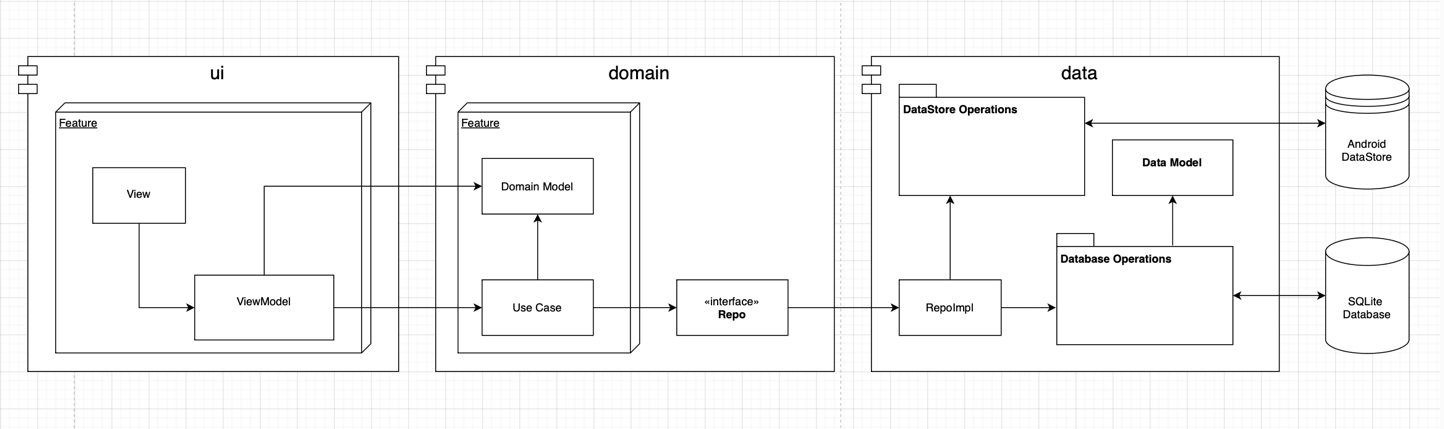 ui
Feature
View
ViewModel
domain
Feature
Domain Model
Use Case
«interface»
Repo
data
DataStore Operations
Data Model
RepoImpl
Database Operations
Android
DataStore
SQLite
Database